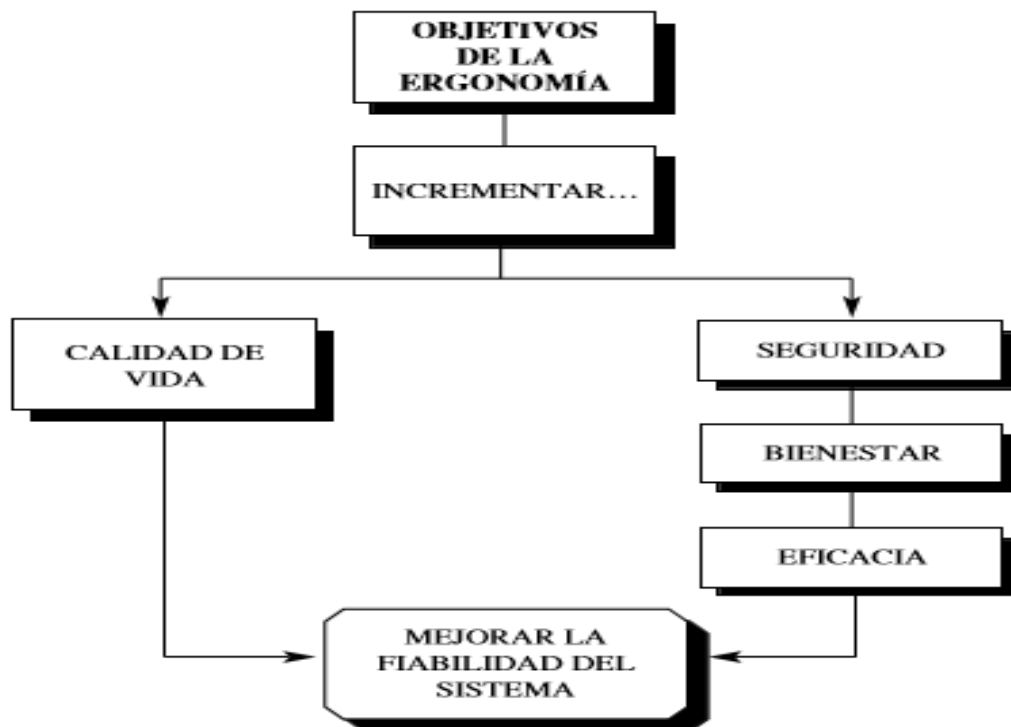 OBJETIVOS
DE LA
ERGONOMÍA
INCREMENTAR...
CALIDAD DE
VIDA
SEGURIDAD
BIENESTAR
EFICACIA
MEJORAR LA
FIABILIDAD DEL
SISTEMA